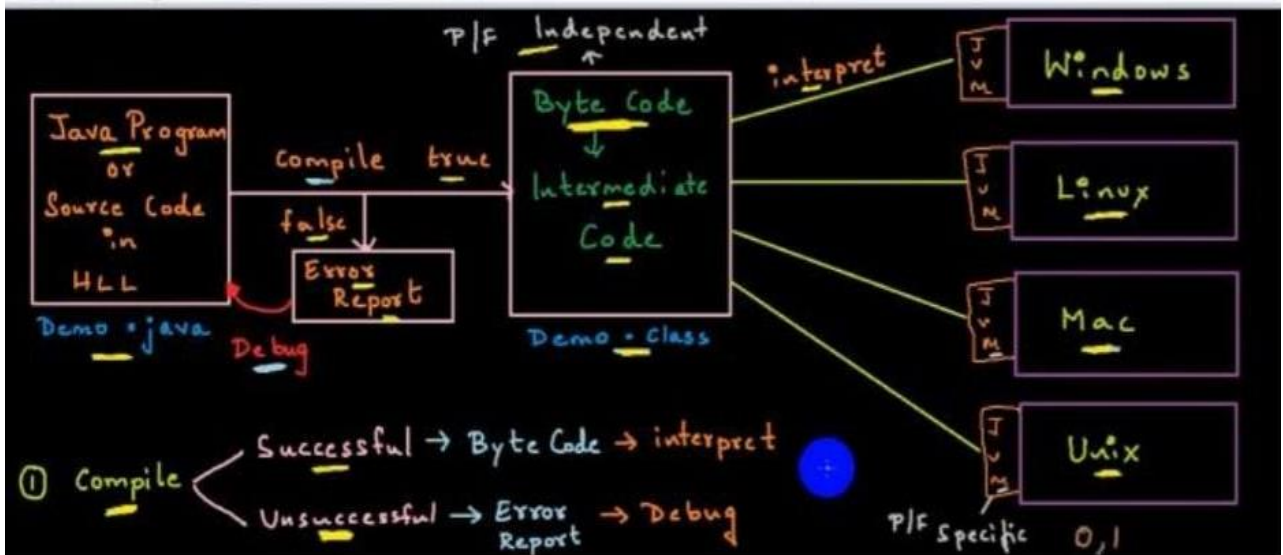 P/F Independent
Java Program
or
Source Code
in
HLL
Demo.java
compile true
false
Error
Report
Debug
Byte Code
Intermediate
Code
Demo.Class
interpret
JVM
Windows
JVM
Linux
JVM
Mac
JVM
Unix
P/F Specific 0,1
① Compile
Successful → Byte Code → interpret
Unsuccessful → Error
Report → Debug